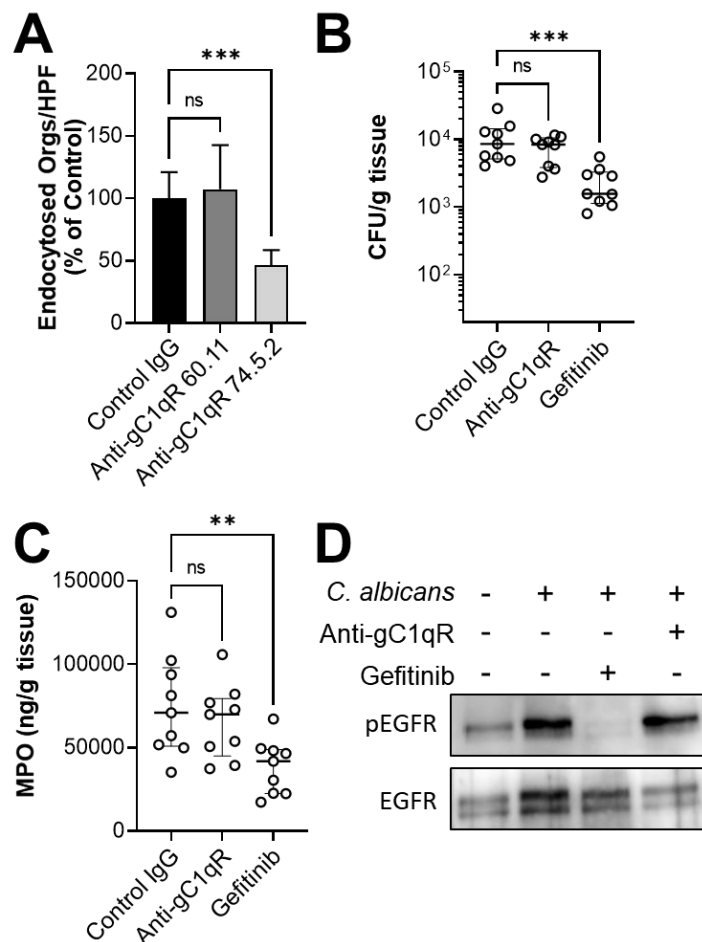 A
Endocytosed Orgs/HPF
(% of Control)
200
150
100
50
0
***
ns
Control IgG
Anti-gC1qR 60.11
Anti-gC1qR 74.5.2
B
CFU/g tissue
10⁵
10⁴
10³
10²
***
ns
Control IgG
Anti-gC1qR
Gefitinib
C
MPO (ng/g tissue)
150000
100000
50000
0
**
ns
Control IgG
Anti-gC1qR
Gefitinib
D
C. albicans - + + +
Anti-gC1qR - - - +
Gefitinib - - + -
pEGFR
EGFR